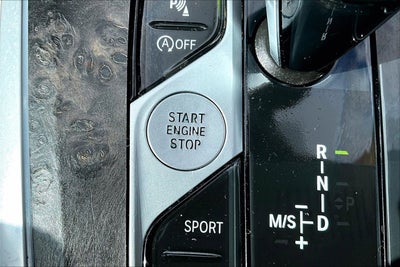 P
A OFF
START
ENGINE
STOP
SPORT
R
N
D
P
M/S
+